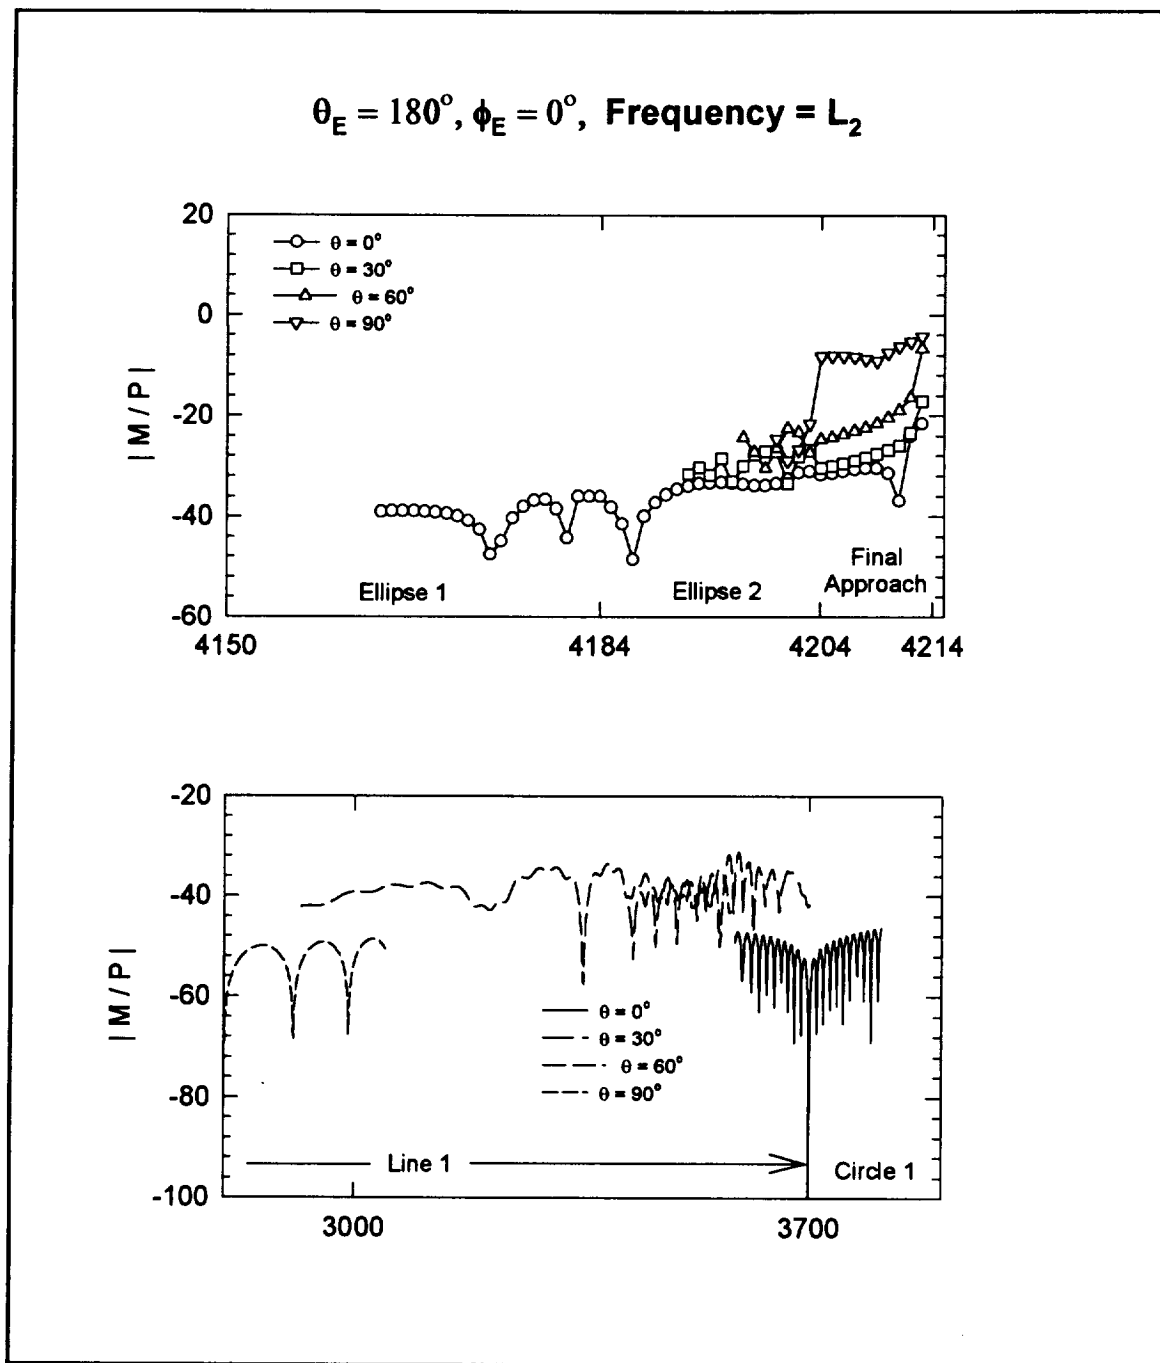 θE = 180°, ϕE = 0°, Frequency = L2
20
0
-20
-40
-60
|M/P|
θ = 0°
θ = 30°
θ = 60°
θ = 90°
Ellipse 1
Ellipse 2
Final
Approach
4150
4184
4204
4214
-20
-40
-60
-80
-100
|M/P|
θ = 0°
θ = 30°
θ = 60°
θ = 90°
Line 1
Circle 1
3000
3700